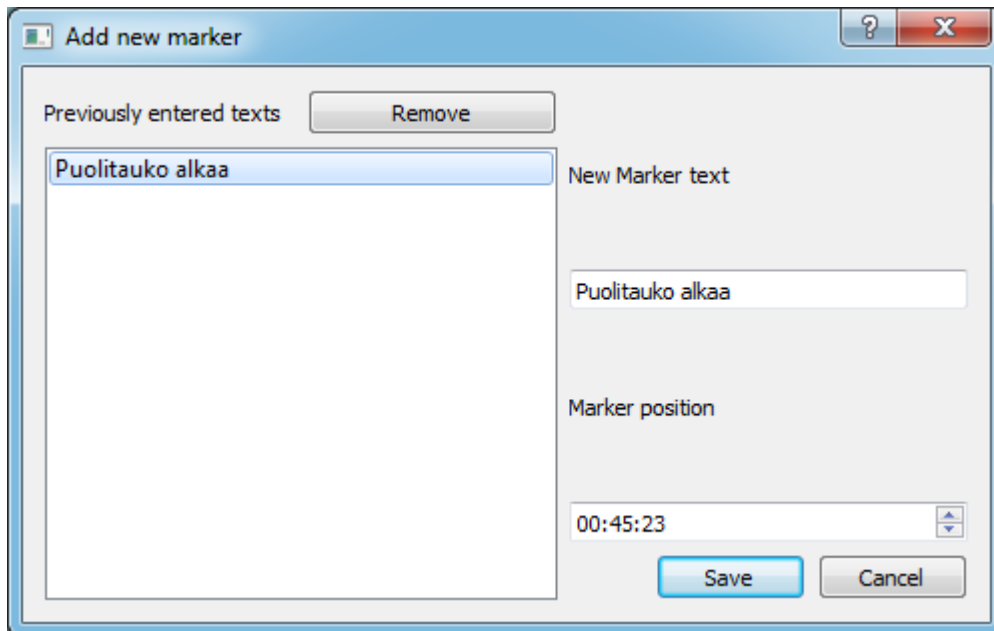 Add new marker
Previously entered texts
Remove
Puolitauko alkaa
New Marker text
Puolitauko alkaa
Marker position
00:45:23
Save
Cancel